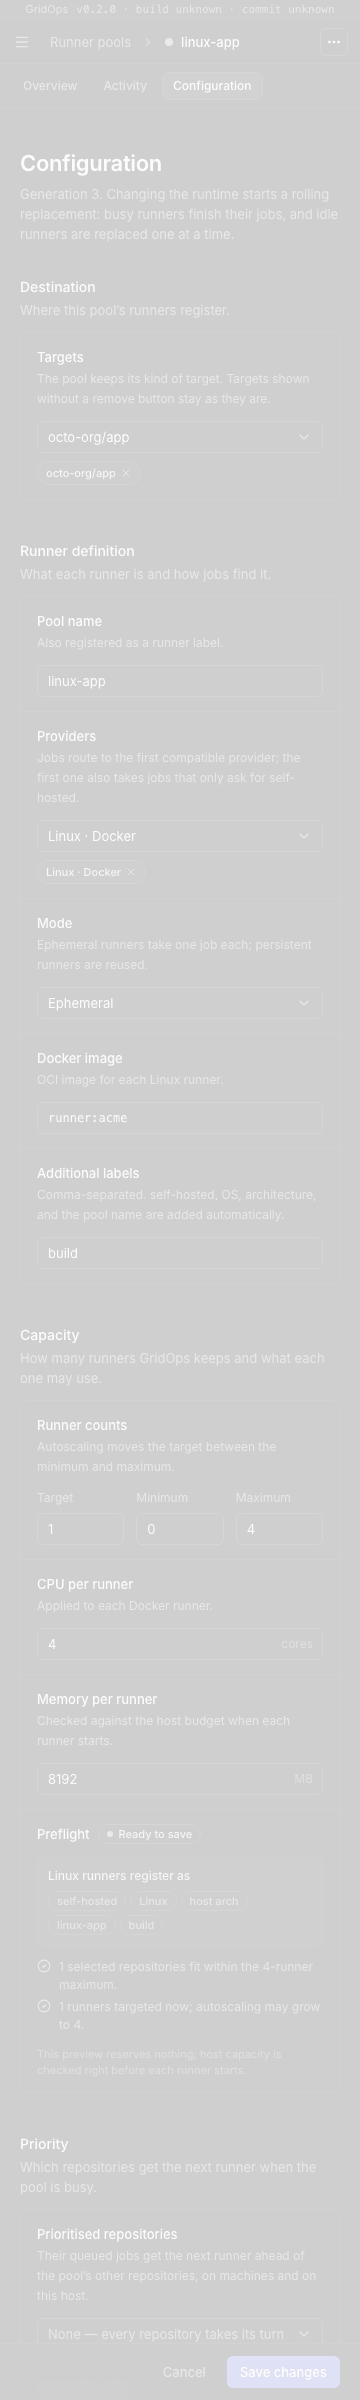 GridOps v0.2.0 · build unknown · commit unknown
Runner pools › linux-app
Overview Activity Configuration
Configuration
Generation 3. Changing the runtime starts a rolling
replacement: busy runners finish their jobs, and idle
runners are replaced one at a time.
Destination
Where this pool's runners register.
Targets
The pool keeps its kind of target. Targets shown
without a remove button stay as they are.
octo-org/app
octo-org/app ×
Runner definition
What each runner is and how jobs find it.
Pool name
Also registered as a runner label.
linux-app
Providers
Jobs route to the first compatible provider; the
first one also takes jobs that only ask for self-
hosted.
Linux · Docker
Linux · Docker ×
Mode
Ephemeral runners take one job each; persistent
runners are reused.
Ephemeral
Docker image
OCI image for each Linux runner.
runner:acme
Additional labels
Comma-separated. self-hosted, OS, architecture,
and the pool name are added automatically.
build
Capacity
How many runners GridOps keeps and what each
one may use.
Runner counts
Autoscaling moves the target between the
minimum and maximum.
Target Minimum Maximum
1 0 4
CPU per runner
Applied to each Docker runner.
4 cores
Memory per runner
Checked against the host budget when each
runner starts.
8192 MB
Preflight Ready to save
Linux runners register as
self-hosted Linux host arch
linux-app build
1 selected repositories fit within the 4-runner
maximum.
1 runners targeted now; autoscaling may grow
to 4.
This preview reserves nothing; host capacity is
checked right before each runner starts.
Priority
Which repositories get the next runner when the
pool is busy.
Prioritised repositories
Their queued jobs get the next runner ahead of
the pool's other repositories, on machines and on
this host.
None — every repository takes its turn
Cancel Save changes